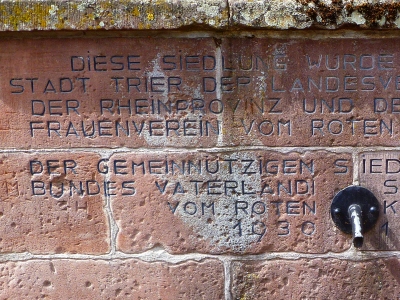 DIESE SIEDLUNG WURDE
STADT TRIER DER LANDESVE
DER RHEINPROVINZ UND DE
FRAUENVEREIN VOM ROTEN
DER GEMEINNÜTZIGEN SIED
BUNDES VATERLÄNDI S
VOM ROTEN K
1930 1